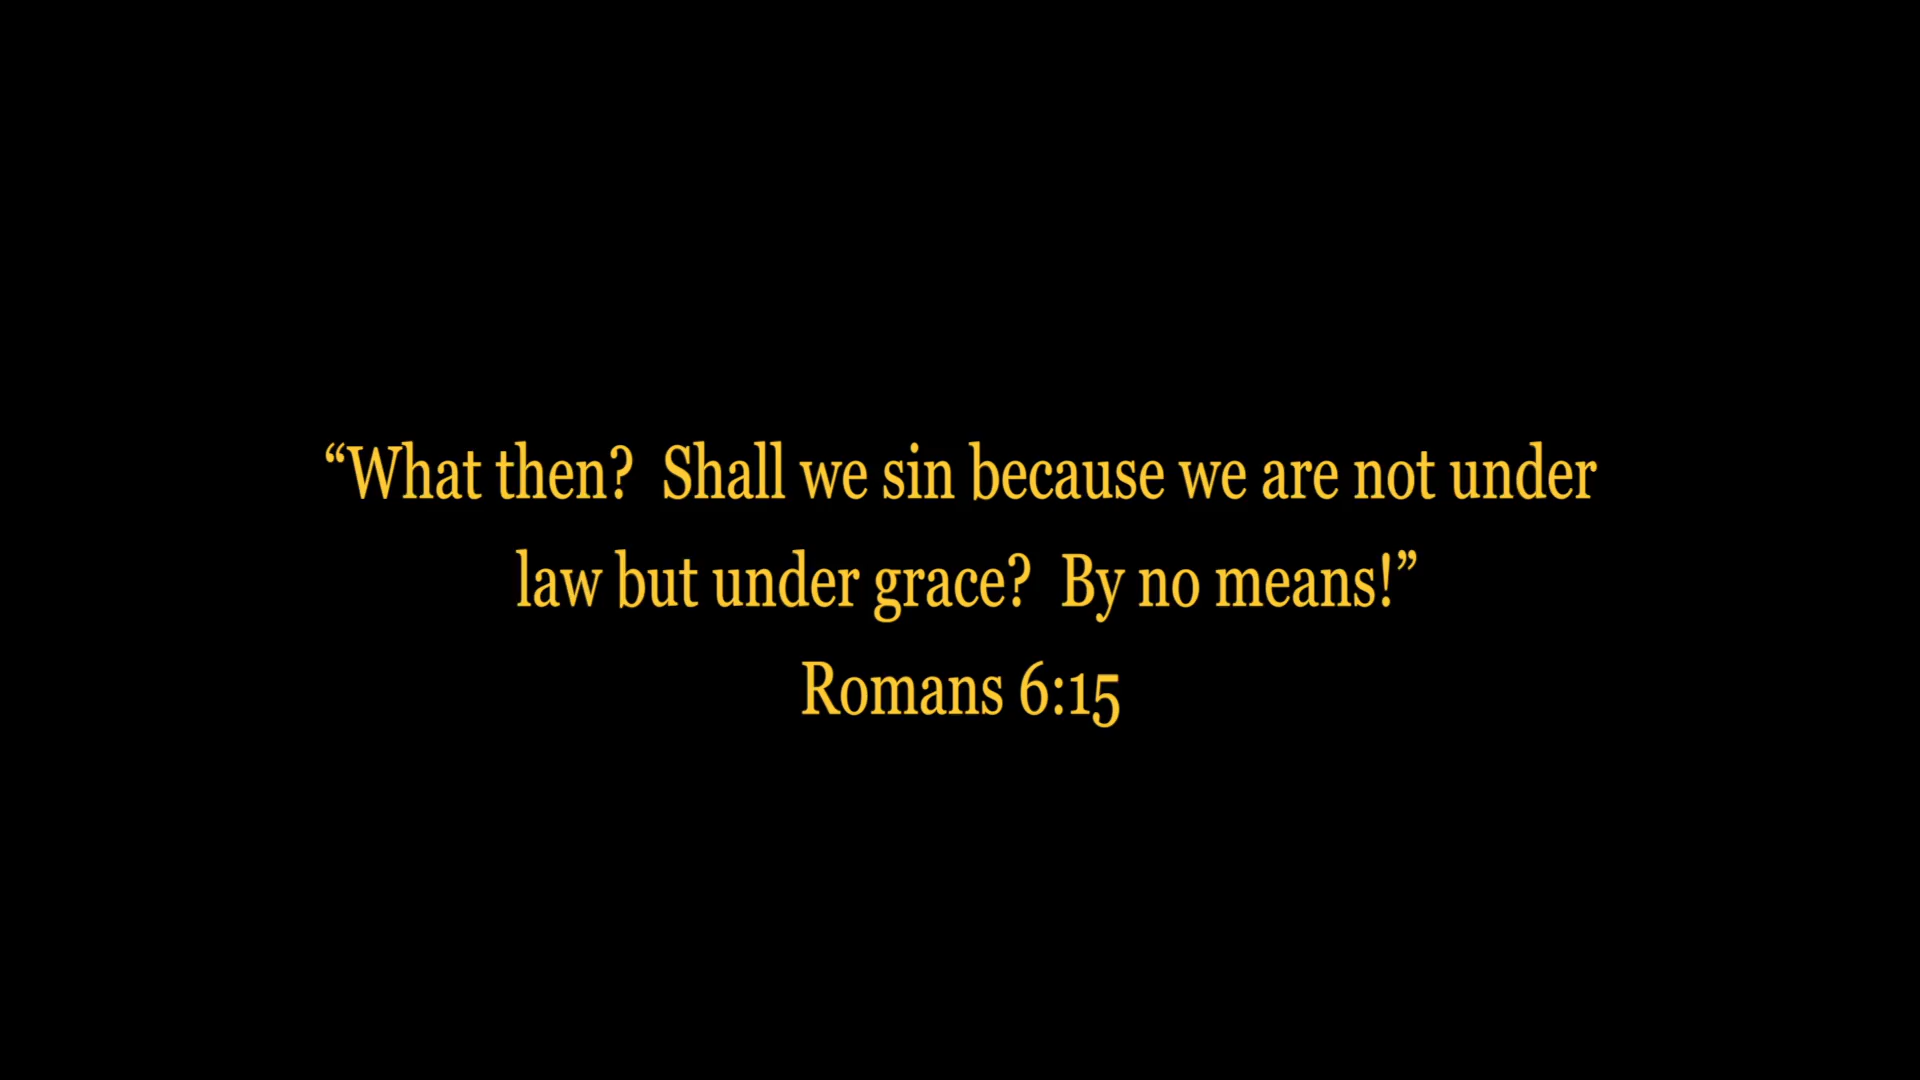 “What then?  Shall we sin because we are not under
law but under grace?  By no means!”
Romans 6:15